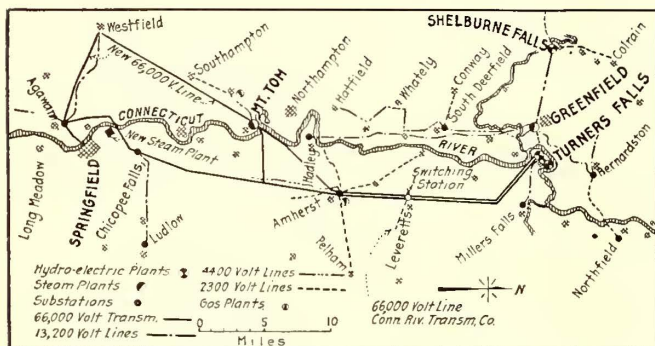 Westfield
New 66,000 V. Line
Southampton
Agawam
CONNECTICUT
MT. TOM
Northampton
Hatfield
Whately
Conway
South Deerfield
SHELBURNE FALLS
Colrain
GREENFIELD
TURNERS FALLS
RIVER
Bernardston
Long Meadow
SPRINGFIELD
New Steam Plant
Chicopee Falls
Ludlow
Hadley
Amherst
Pelham
Switching
Station
Leveretts
Millers Falls
Northfield
Hydro-electric Plants
Steam Plants
Substations
66,000 Volt Transm.
13,200 Volt Lines
4400 Volt Lines
2300 Volt Lines
Gas Plants
0 5 10
Miles
N
66,000 Volt Line
Conn. Riv. Transm. Co.